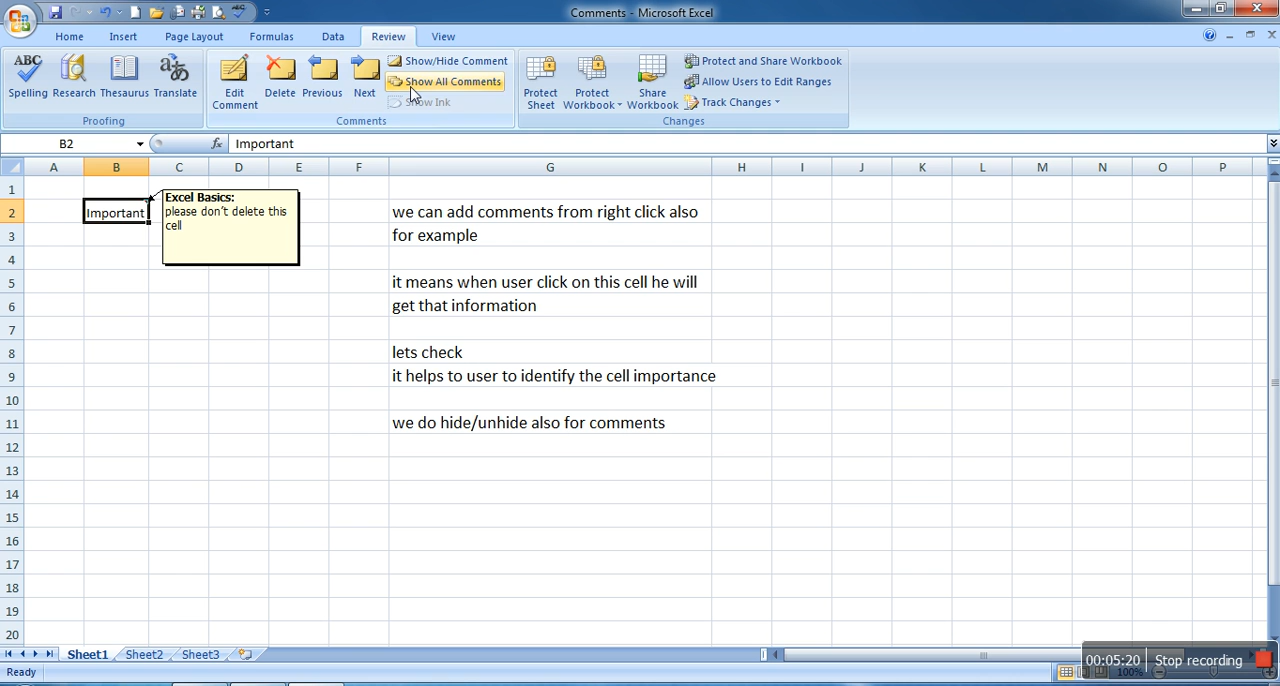 Comments - Microsoft Excel
Home Insert Page Layout Formulas Data Review View
ABC
Spelling Research Thesaurus Translate
Proofing
Edit Comment
Delete Previous Next
Show/Hide Comment
Show All Comments
Show Ink
Comments
Protect Sheet
Protect Workbook
Share Workbook
Protect and Share Workbook
Allow Users to Edit Ranges
Track Changes
Changes
B2 fx Important
A B C D E F G H I J K L M N O P
1
2 Important we can add comments from right click also
Excel Basics:
please don't delete this
cell
3 for example
4
5 it means when user click on this cell he will
6 get that information
7
8 lets check
9 it helps to user to identify the cell importance
10
11 we do hide/unhide also for comments
12
13
14
15
16
17
18
19
20
Sheet1 Sheet2 Sheet3
Ready 100%
00:05:20 Stop recording